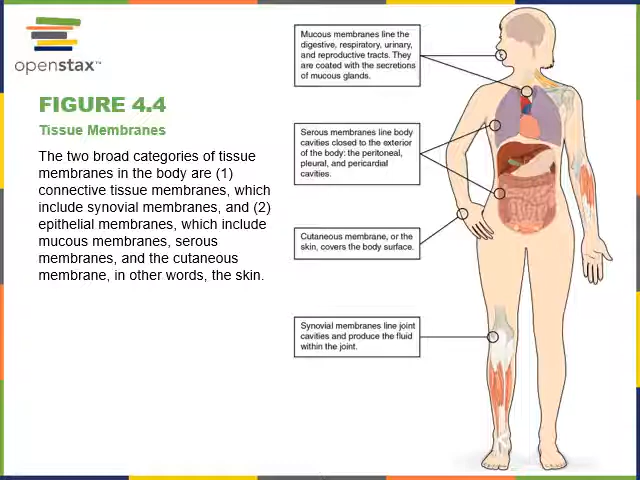 openstax™
FIGURE 4.4
Tissue Membranes
The two broad categories of tissue
membranes in the body are (1)
connective tissue membranes, which
include synovial membranes, and (2)
epithelial membranes, which include
mucous membranes, serous
membranes, and the cutaneous
membrane, in other words, the skin.
Mucous membranes line the
digestive, respiratory, urinary,
and reproductive tracts. They
are coated with the secretions
of mucous glands.
Serous membranes line body
cavities closed to the exterior
of the body: the peritoneal,
pleural, and pericardial
cavities.
Cutaneous membrane, or the
skin, covers the body surface.
Synovial membranes line joint
cavities and produce the fluid
within the joint.